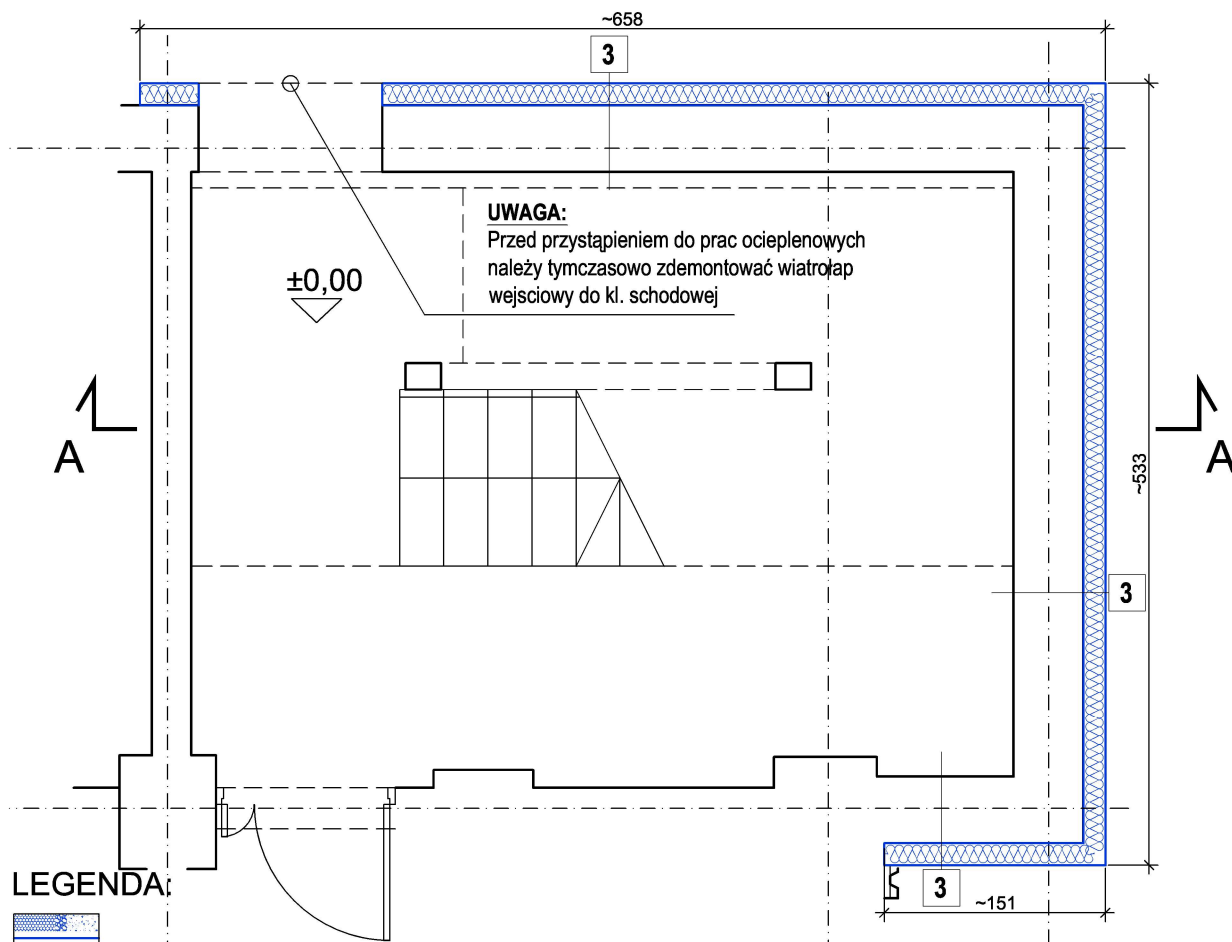 ~658
3
UWAGA:
Przed przystąpieniem do prac ociepleniowych
należy tymczasowo zdemontować wiatrołap
wejsciowy do kl. schodowej
±0,00
A
A
~533
3
3
~151
LEGENDA: